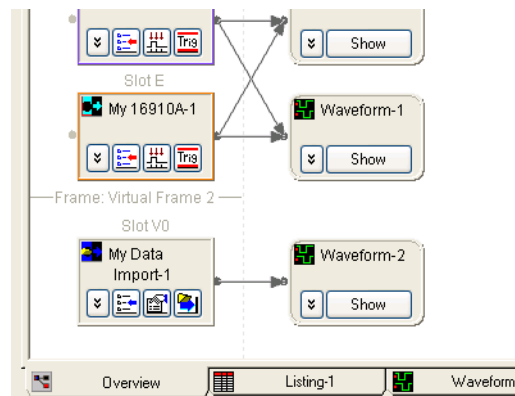 Trig
Show
Slot E
My 16910A-1
Waveform-1
Trig
Show
Frame: Virtual Frame 2
Slot V0
My Data
Import-1
Waveform-2
Show
Overview
Listing-1
Waveform